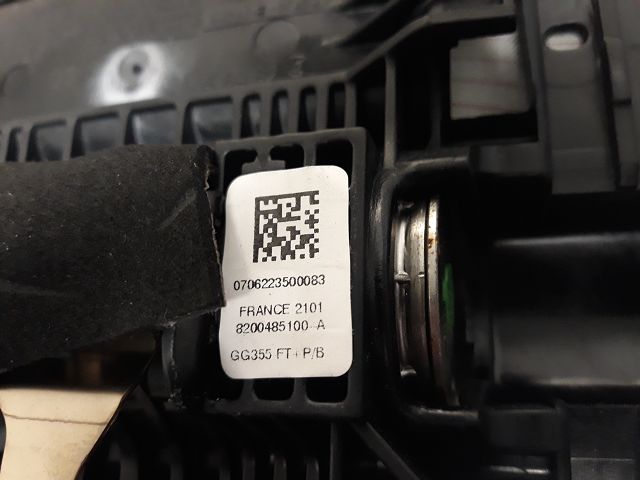 0706223500083
FRANCE 2101
8200485100-A
GG355 FT+P/B